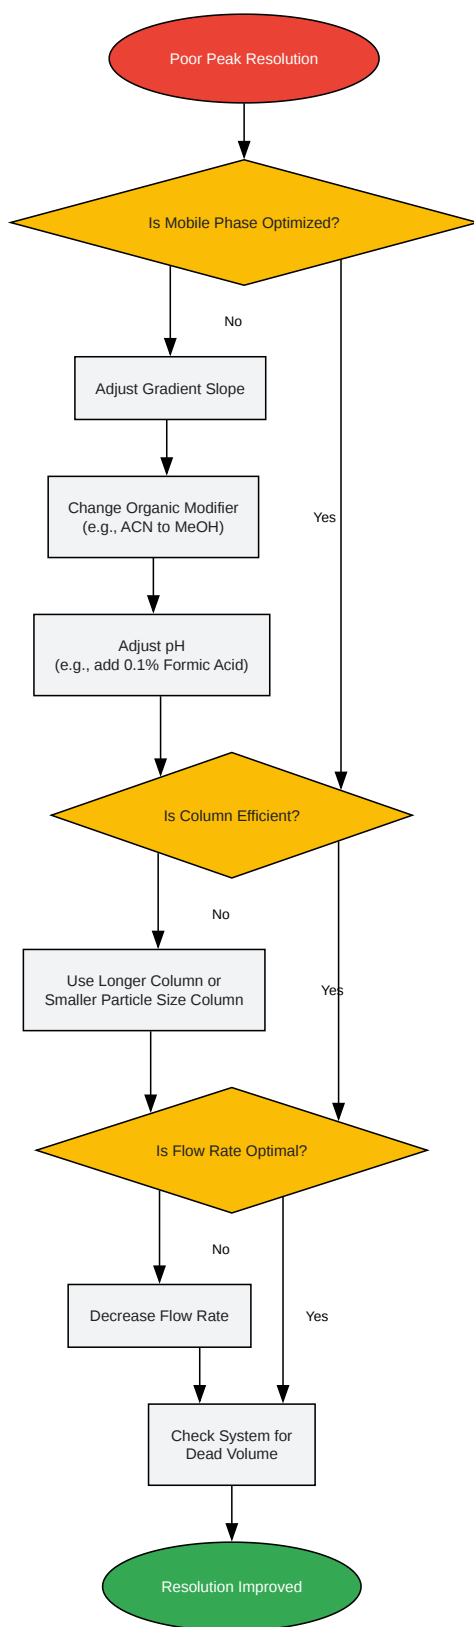 Poor Peak Resolution
Is Mobile Phase Optimized?
No
Adjust Gradient Slope
Change Organic Modifier
(e.g., ACN to MeOH)
Yes
Adjust pH
(e.g., add 0.1% Formic Acid)
Is Column Efficient?
No
Use Longer Column or
Smaller Particle Size Column
Yes
Is Flow Rate Optimal?
No
Decrease Flow Rate
Yes
Check System for
Dead Volume
Resolution Improved